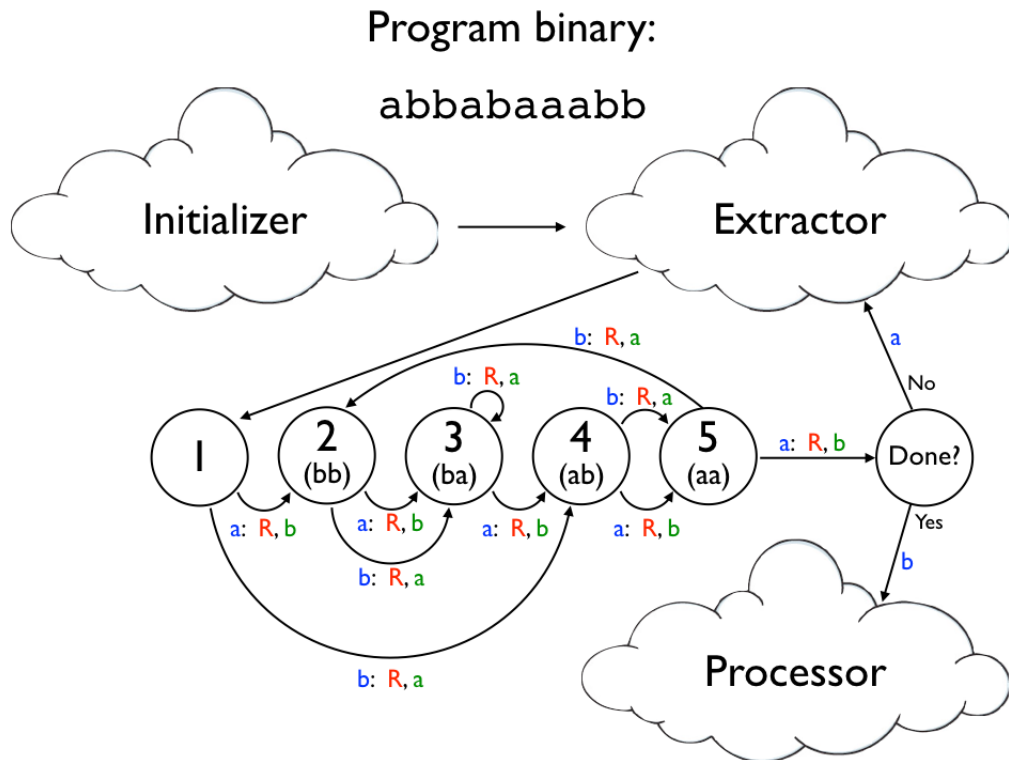 Program binary:
abbabaaabb
Initializer
Extractor
b: R, a
a
b: R, a
b: R, a
No
1
2
(bb)
3
(ba)
4
(ab)
5
(aa)
a: R, b
Done?
a: R, b
a: R, b
a: R, b
a: R, b
Yes
b: R, a
b
b: R, a
Processor